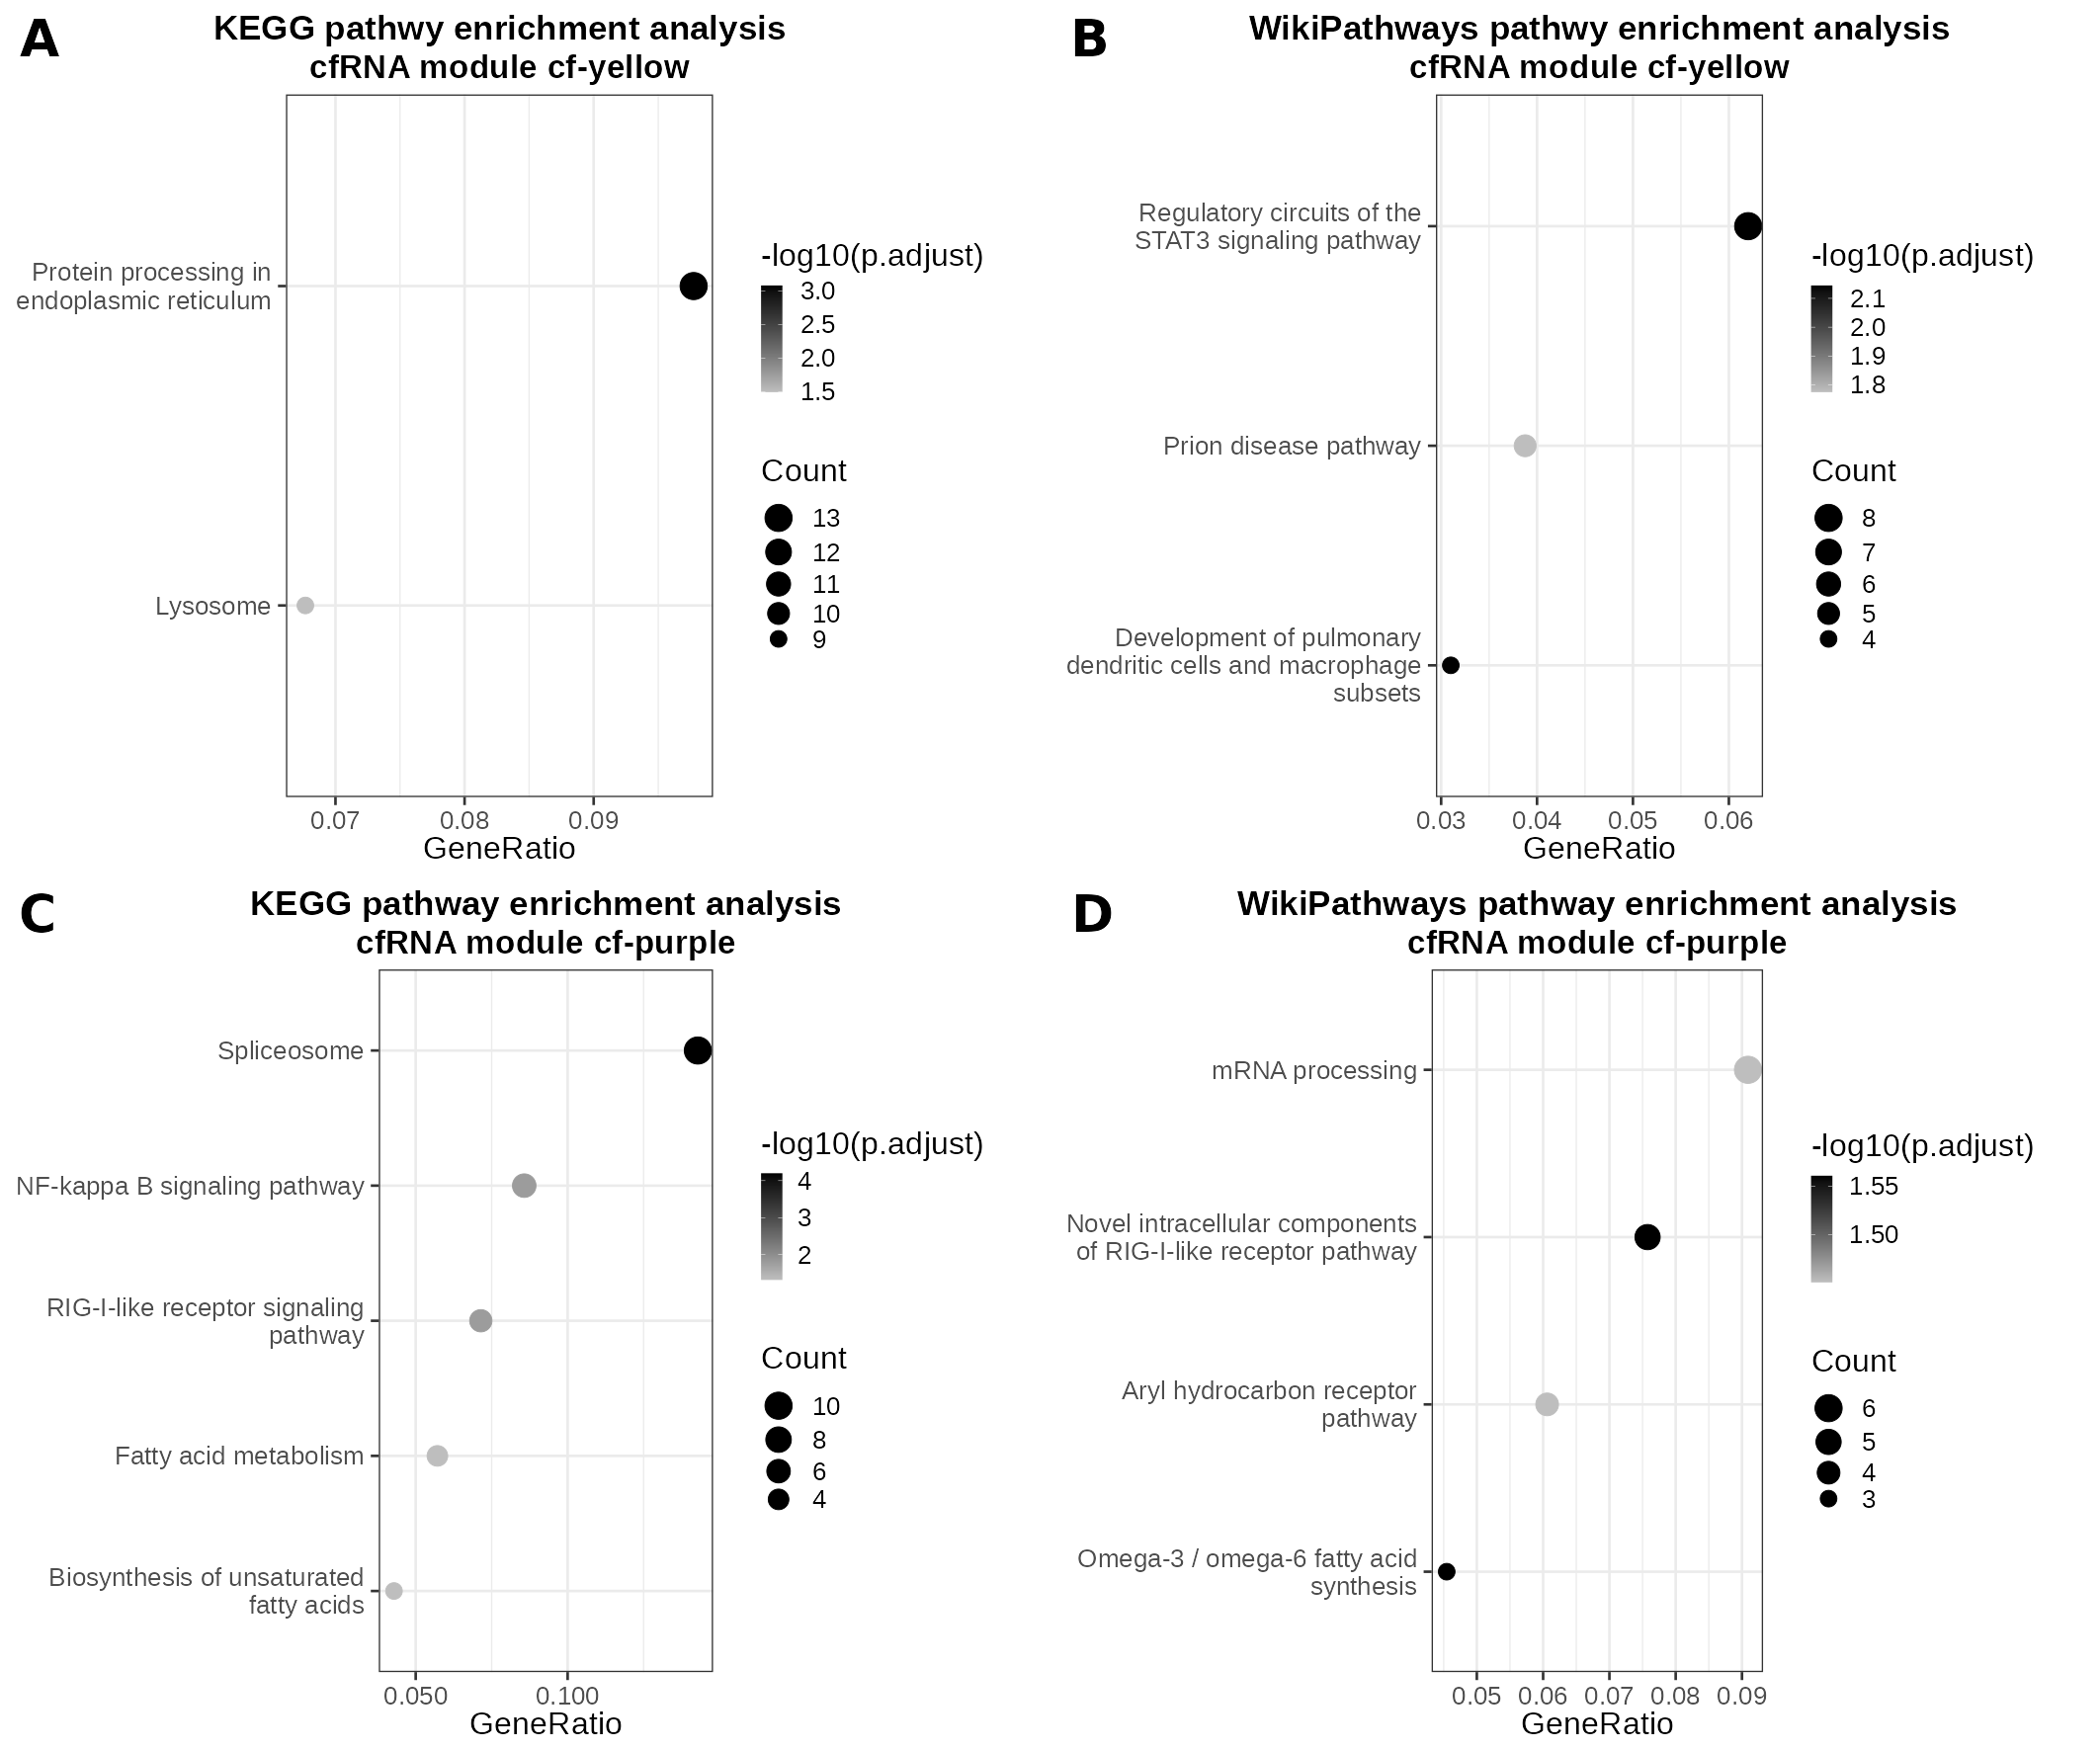 A
KEGG pathwy enrichment analysis
cfRNA module cf-yellow
Protein processing in
endoplasmic reticulum
Lysosome
0.07 0.08 0.09
GeneRatio
-log10(p.adjust)
3.0
2.5
2.0
1.5
Count
13
12
11
10
9
B
WikiPathways pathwy enrichment analysis
cfRNA module cf-yellow
Regulatory circuits of the
STAT3 signaling pathway
Prion disease pathway
Development of pulmonary
dendritic cells and macrophage
subsets
0.03 0.04 0.05 0.06
GeneRatio
-log10(p.adjust)
2.1
2.0
1.9
1.8
Count
8
7
6
5
4
C
KEGG pathway enrichment analysis
cfRNA module cf-purple
Spliceosome
NF-kappa B signaling pathway
RIG-I-like receptor signaling
pathway
Fatty acid metabolism
Biosynthesis of unsaturated
fatty acids
0.050 0.100
GeneRatio
-log10(p.adjust)
4
3
2
Count
10
8
6
4
D
WikiPathways pathway enrichment analysis
cfRNA module cf-purple
mRNA processing
Novel intracellular components
of RIG-I-like receptor pathway
Aryl hydrocarbon receptor
pathway
Omega-3 / omega-6 fatty acid
synthesis
0.05 0.06 0.07 0.08 0.09
GeneRatio
-log10(p.adjust)
1.55
1.50
Count
6
5
4
3